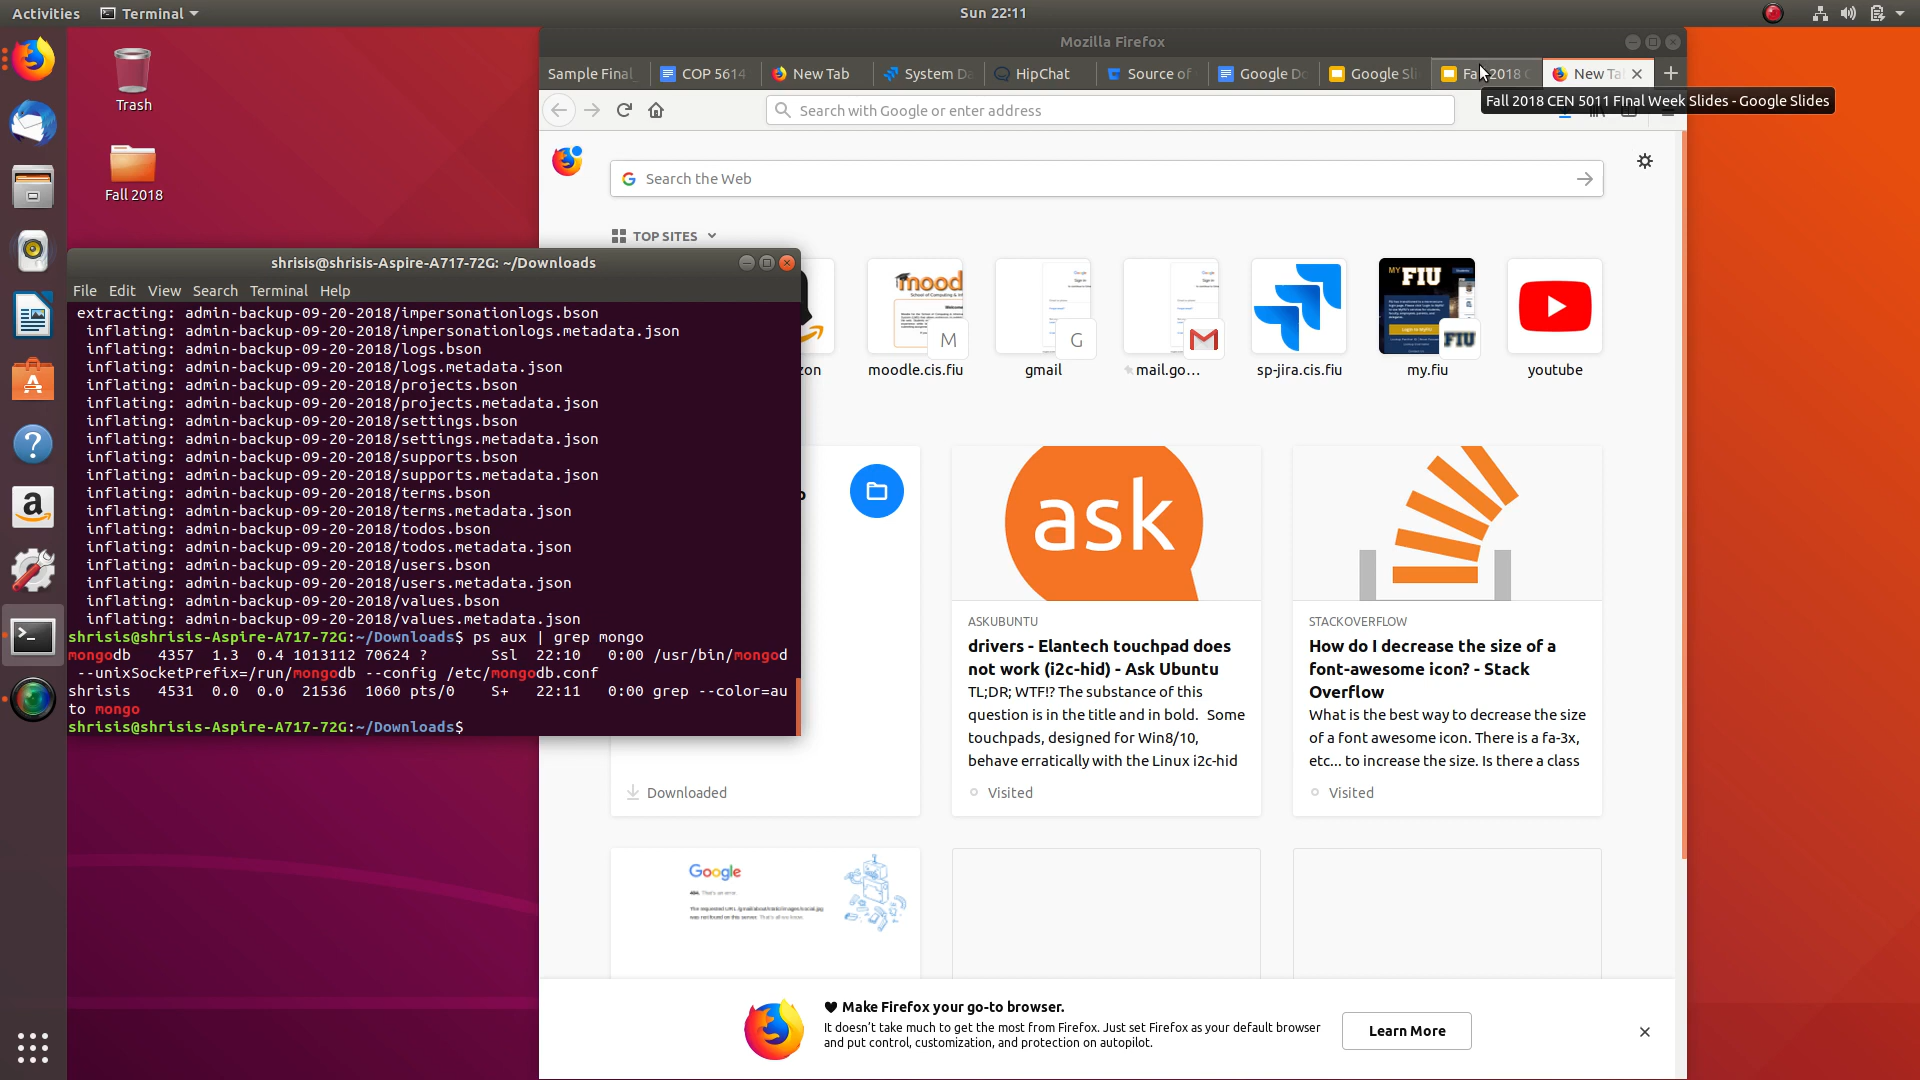 Activities
Terminal
Sun 22:11
Trash
Fall 2018
Mozilla Firefox
Sample Final
COP 5614
New Tab
System Da
HipChat
Source of
Google Do
Google Sli
Fall 2018 C
New Ta
Search with Google or enter address
Fall 2018 CEN 5011 FInal Week Slides - Google Slides
Search the Web
TOP SITES
zon
mood
M
moodle.cis.fiu
G
gmail
mail.go...
sp-jira.cis.fiu
MY
FIU
FIU
my.fiu
youtube
shrisis@shrisis-Aspire-A717-72G: ~/Downloads
File Edit View Search Terminal Help
extracting: admin-backup-09-20-2018/impersonationlogs.bson
inflating: admin-backup-09-20-2018/impersonationlogs.metadata.json
inflating: admin-backup-09-20-2018/logs.bson
inflating: admin-backup-09-20-2018/logs.metadata.json
inflating: admin-backup-09-20-2018/projects.bson
inflating: admin-backup-09-20-2018/projects.metadata.json
inflating: admin-backup-09-20-2018/settings.bson
inflating: admin-backup-09-20-2018/settings.metadata.json
inflating: admin-backup-09-20-2018/supports.bson
inflating: admin-backup-09-20-2018/supports.metadata.json
inflating: admin-backup-09-20-2018/terms.bson
inflating: admin-backup-09-20-2018/terms.metadata.json
inflating: admin-backup-09-20-2018/todos.bson
inflating: admin-backup-09-20-2018/todos.metadata.json
inflating: admin-backup-09-20-2018/users.bson
inflating: admin-backup-09-20-2018/users.metadata.json
inflating: admin-backup-09-20-2018/values.bson
inflating: admin-backup-09-20-2018/values.metadata.json
shrisis@shrisis-Aspire-A717-72G:~/Downloads$ ps aux | grep mongo
mongodb 4357 1.3 0.4 1013112 70624 ? Ssl 22:10 0:00 /usr/bin/mongod
--unixSocketPrefix=/run/mongodb --config /etc/mongodb.conf
shrisis 4531 0.0 0.0 21536 1060 pts/0 S+ 22:11 0:00 grep --color=au
to mongo
shrisis@shrisis-Aspire-A717-72G:~/Downloads$
Downloaded
ask
ASKUBUNTU
drivers - Elantech touchpad does
not work (i2c-hid) - Ask Ubuntu
TL;DR; WTF!? The substance of this
question is in the title and in bold. Some
touchpads, designed for Win8/10,
behave erratically with the Linux i2c-hid
Visited
STACKOVERFLOW
How do I decrease the size of a
font-awesome icon? - Stack
Overflow
What is the best way to decrease the size
of a font awesome icon. There is a fa-3x,
etc... to increase the size. Is there a class
Visited
Google
404. That's an error.
Make Firefox your go-to browser.
It doesn't take much to get the most from Firefox. Just set Firefox as your default browser
and put control, customization, and protection on autopilot.
Learn More